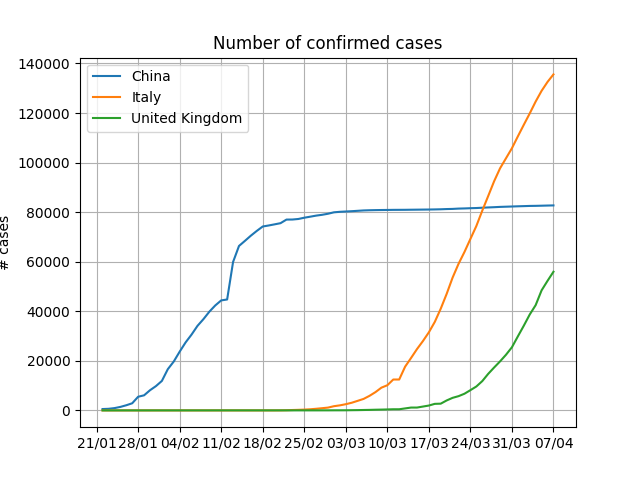 Number of confirmed cases
China
Italy
United Kingdom
140000
120000
100000
80000
60000
40000
20000
0
# cases
21/01 28/01 04/02 11/02 18/02 25/02 03/03 10/03 17/03 24/03 31/03 07/04